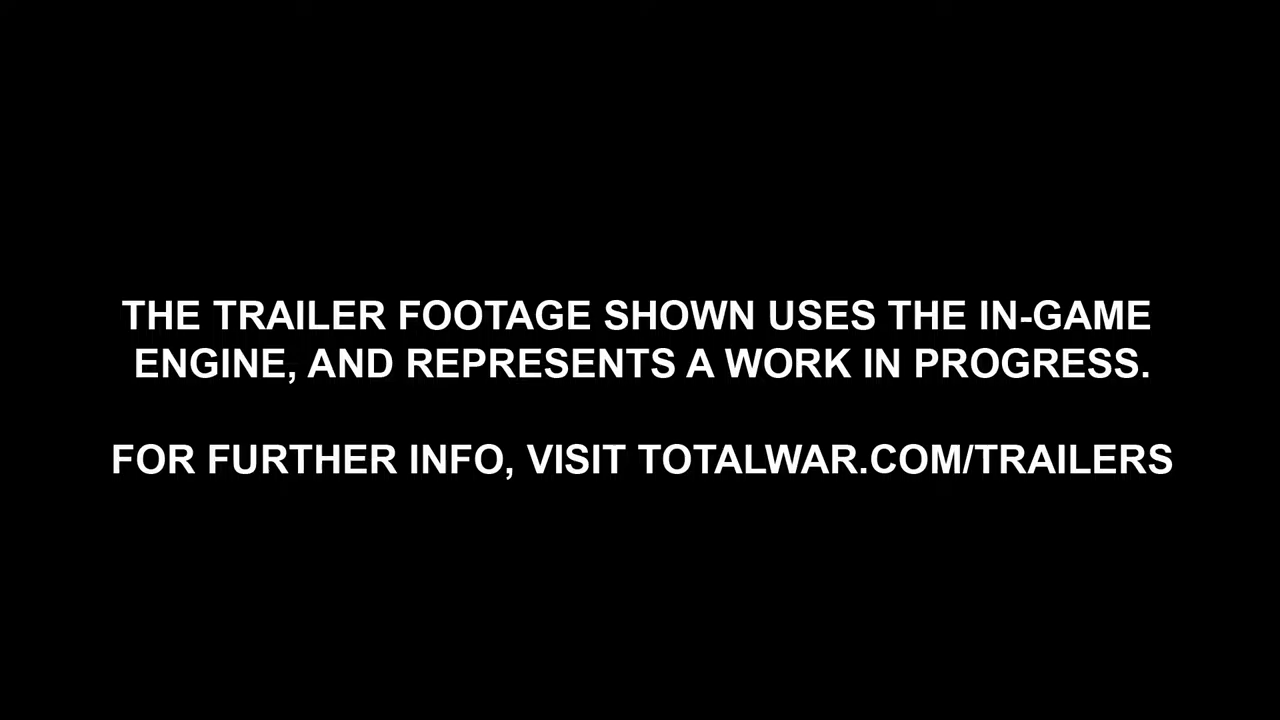 THE TRAILER FOOTAGE SHOWN USES THE IN-GAME
ENGINE, AND REPRESENTS A WORK IN PROGRESS.
FOR FURTHER INFO, VISIT TOTALWAR.COM/TRAILERS